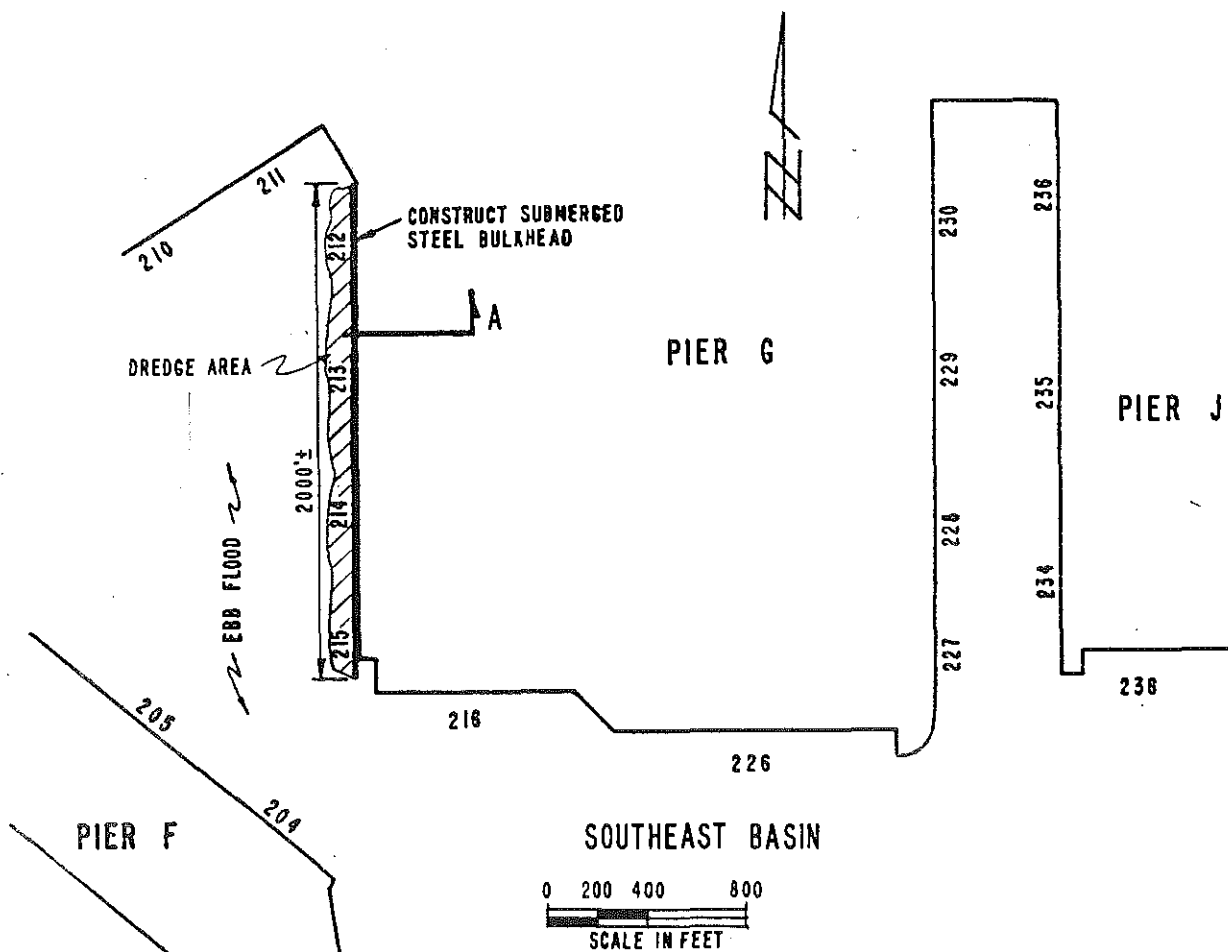 211
210
212
CONSTRUCT SUBMERGED
STEEL BULKHEAD
A
DREDGE AREA
213
2000'±
214
215
EBB FLOOD
PIER G
230
229
228
227
236
235
234
PIER J
238
216
226
205
204
PIER F
SOUTHEAST BASIN
0 200 400 800
SCALE IN FEET